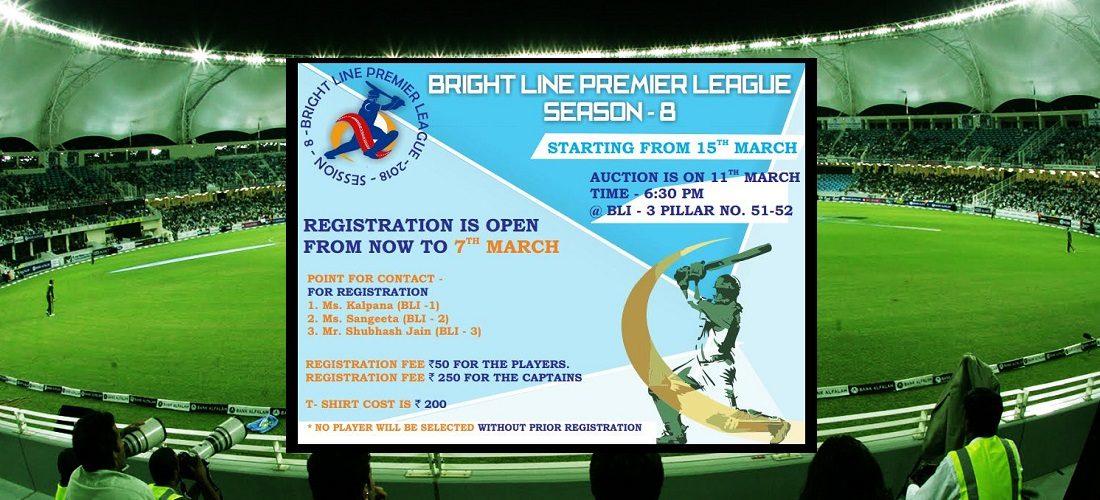 BRIGHT LINE PREMIER LEAGUE - 2018 - SESSION - 8 -
BRIGHT LINE PREMIER LEAGUE
SEASON - 8
STARTING FROM 15TH MARCH
AUCTION IS ON 11TH MARCH
TIME - 6:30 PM
@ BLI - 3 PILLAR NO. 51-52
REGISTRATION IS OPEN
FROM NOW TO 7TH MARCH
POINT FOR CONTACT -
FOR REGISTRATION
1. Ms. Kalpana (BLI -1)
2. Ms. Sangeeta (BLI - 2)
3. Mr. Shubhash Jain (BLI - 3)
REGISTRATION FEE ₹50 FOR THE PLAYERS.
REGISTRATION FEE ₹ 250 FOR THE CAPTAINS
T- SHIRT COST IS ₹ 200
* NO PLAYER WILL BE SELECTED WITHOUT PRIOR REGISTRATION
BANK ALFALAH
BANK ALFALAH